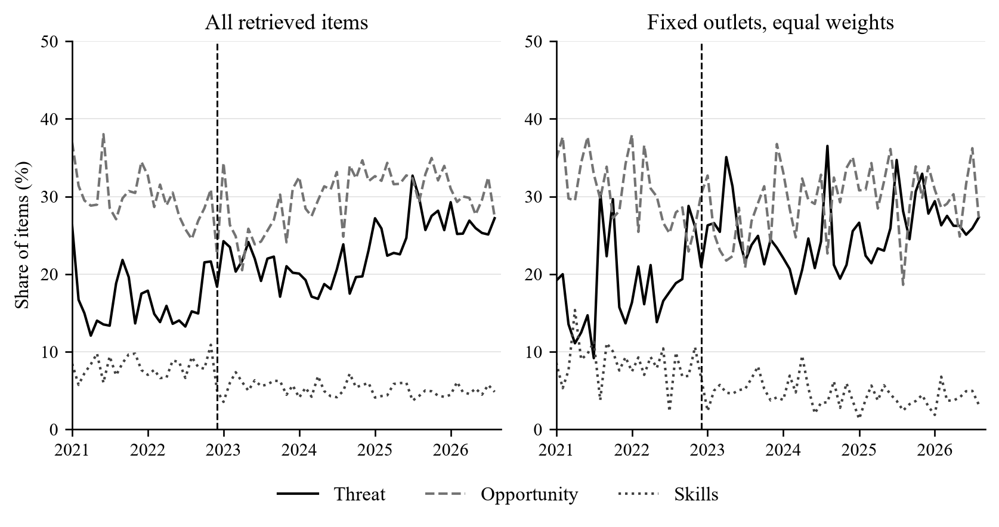 All retrieved items
Fixed outlets, equal weights
Share of items (%)
50
40
30
20
10
0
2021 2022 2023 2024 2025 2026
50
40
30
20
10
0
2021 2022 2023 2024 2025 2026
Threat Opportunity Skills